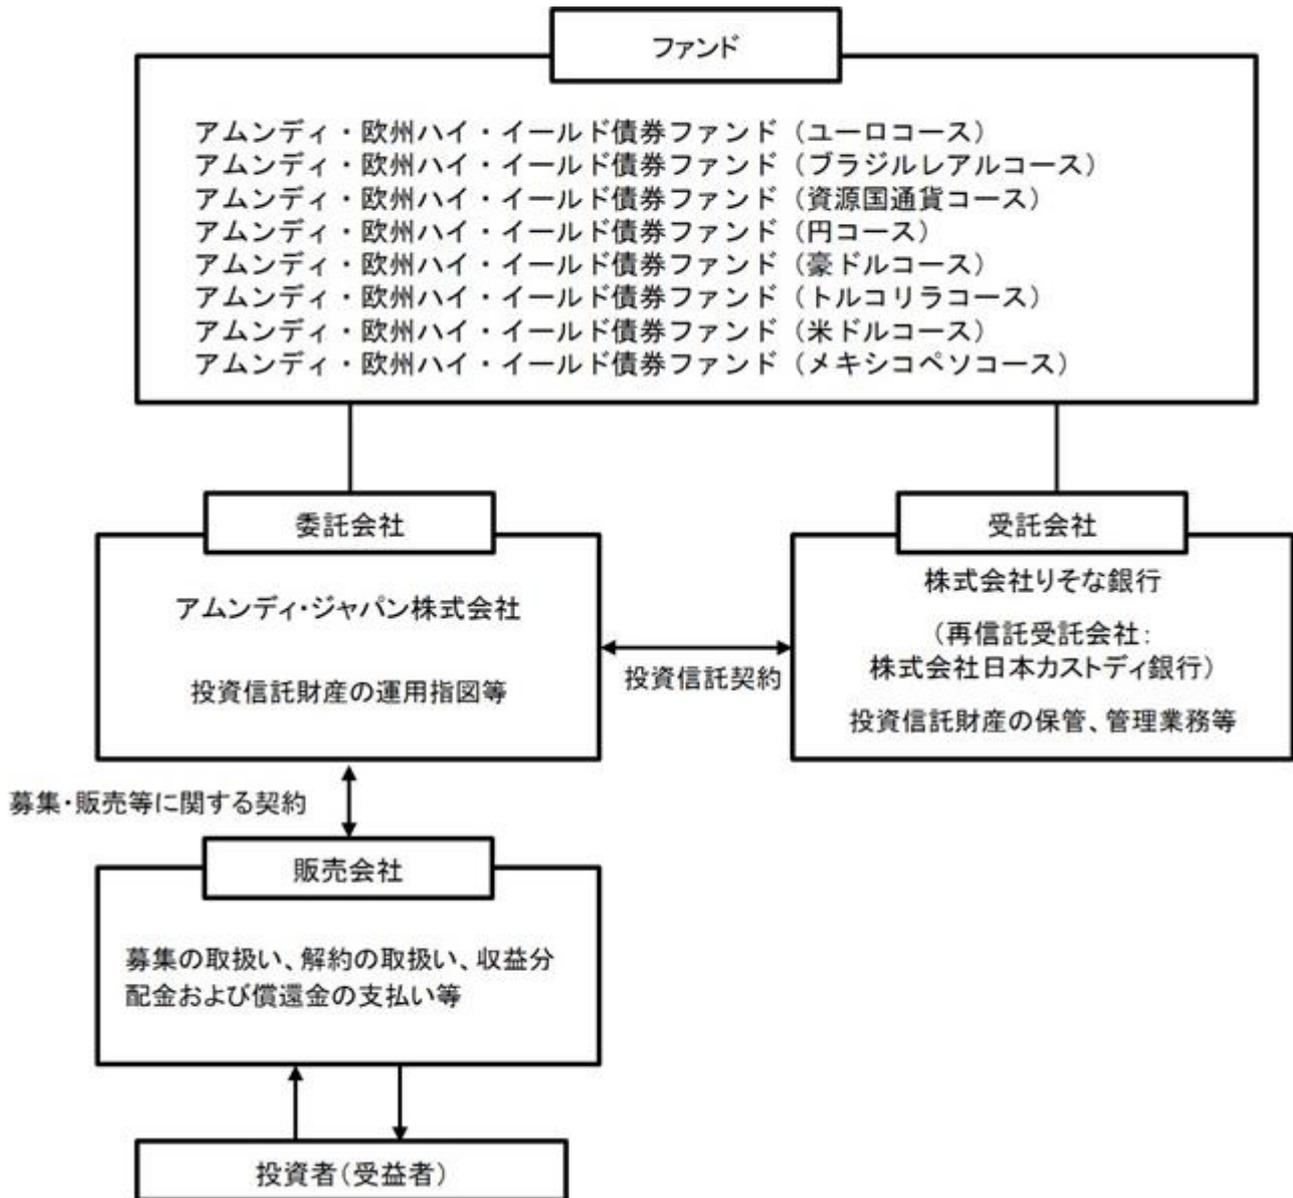 ファンド
アムンディ・欧州ハイ・イールド債券ファンド（ユーロコース）
アムンディ・欧州ハイ・イールド債券ファンド（ブラジルレアルコース）
アムンディ・欧州ハイ・イールド債券ファンド（資源国通貨コース）
アムンディ・欧州ハイ・イールド債券ファンド（円コース）
アムンディ・欧州ハイ・イールド債券ファンド（豪ドルコース）
アムンディ・欧州ハイ・イールド債券ファンド（トルコリラコース）
アムンディ・欧州ハイ・イールド債券ファンド（米ドルコース）
アムンディ・欧州ハイ・イールド債券ファンド（メキシコペソコース）
委託会社
アムンディ・ジャパン株式会社
投資信託財産の運用指図等
投資信託契約
受託会社
株式会社りそな銀行
（再信託受託会社：
株式会社日本カストディ銀行）
投資信託財産の保管、管理業務等
募集・販売等に関する契約
販売会社
募集の取扱い、解約の取扱い、収益分
配金および償還金の支払い等
投資者（受益者）